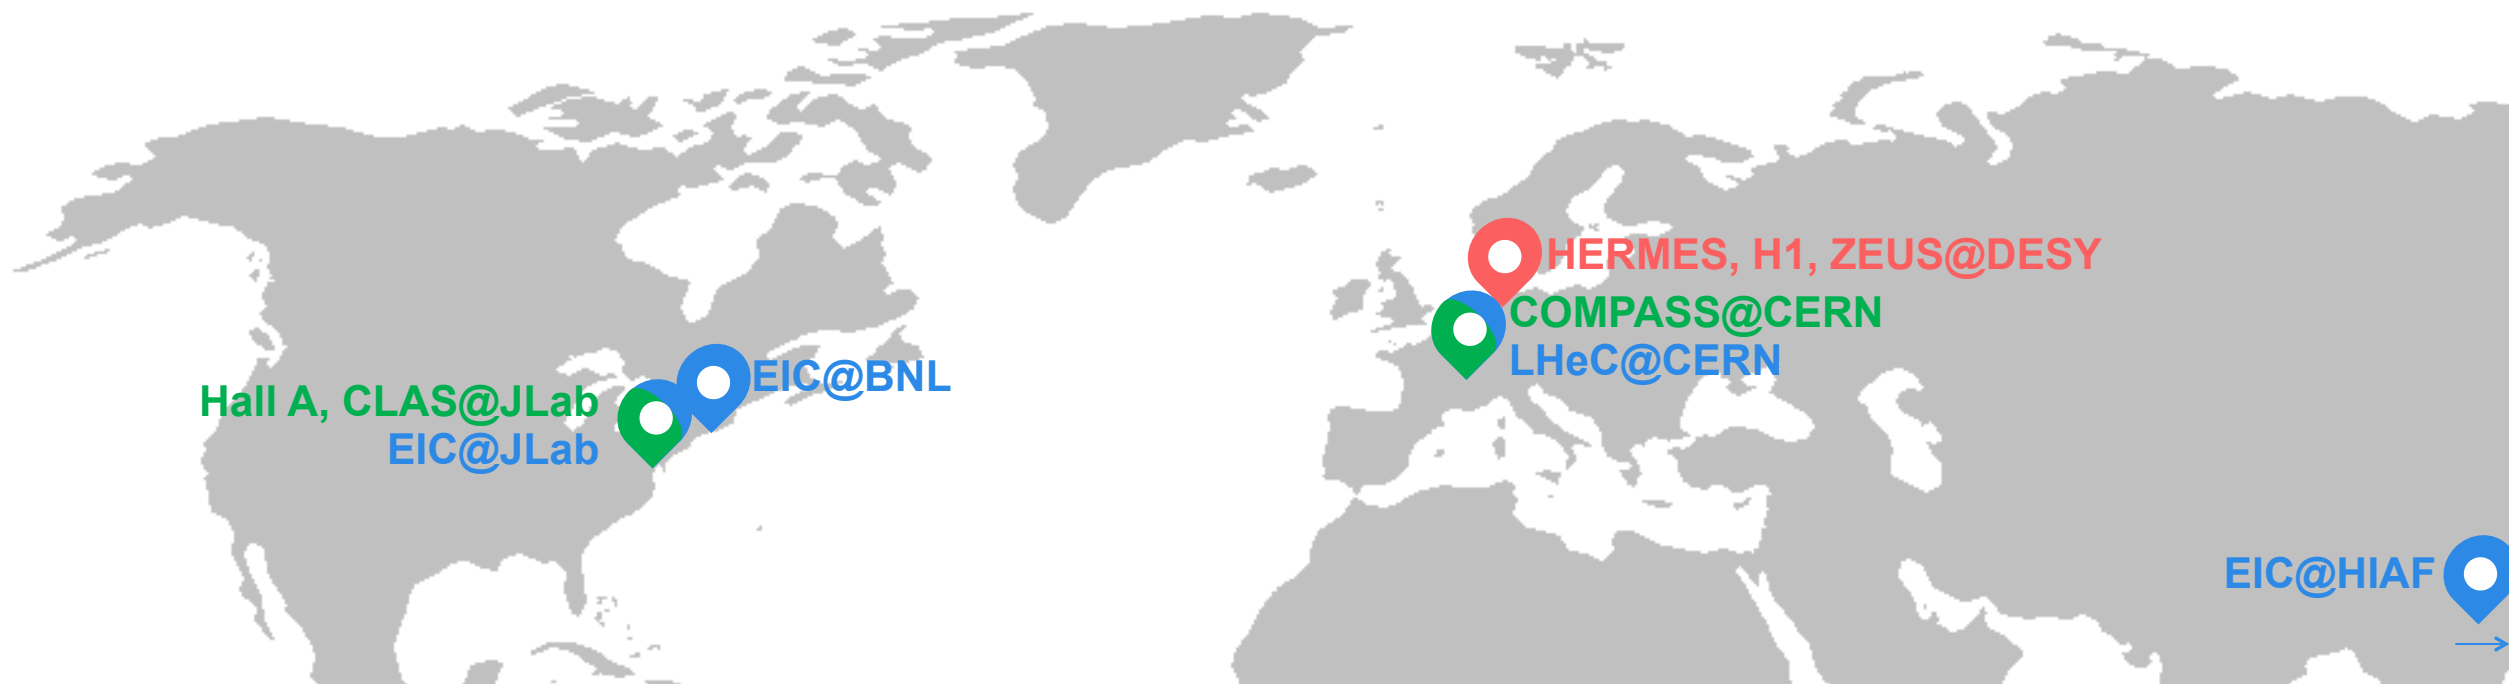 HERMES, H1, ZEUS@DESY
COMPASS@CERN
LHeC@CERN
EIC@BNL
Hall A, CLAS@JLab
EIC@JLab
EIC@HIAF